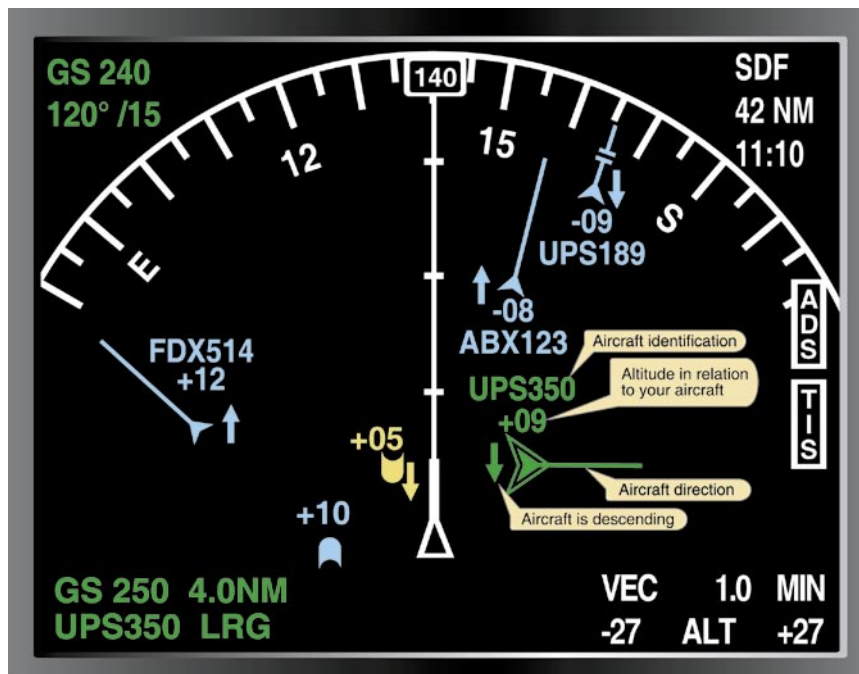 GS 240
120° /15
140
SDF
42 NM
11:10
12
15
E
S
-09
UPS189
-08
ABX123
ADS
FDX514
+12
Aircraft identification
Altitude in relation
to your aircraft
UPS350
+09
TIS
+05
Aircraft direction
Aircraft is descending
+10
GS 250 4.0NM
UPS350 LRG
VEC 1.0 MIN
-27 ALT +27